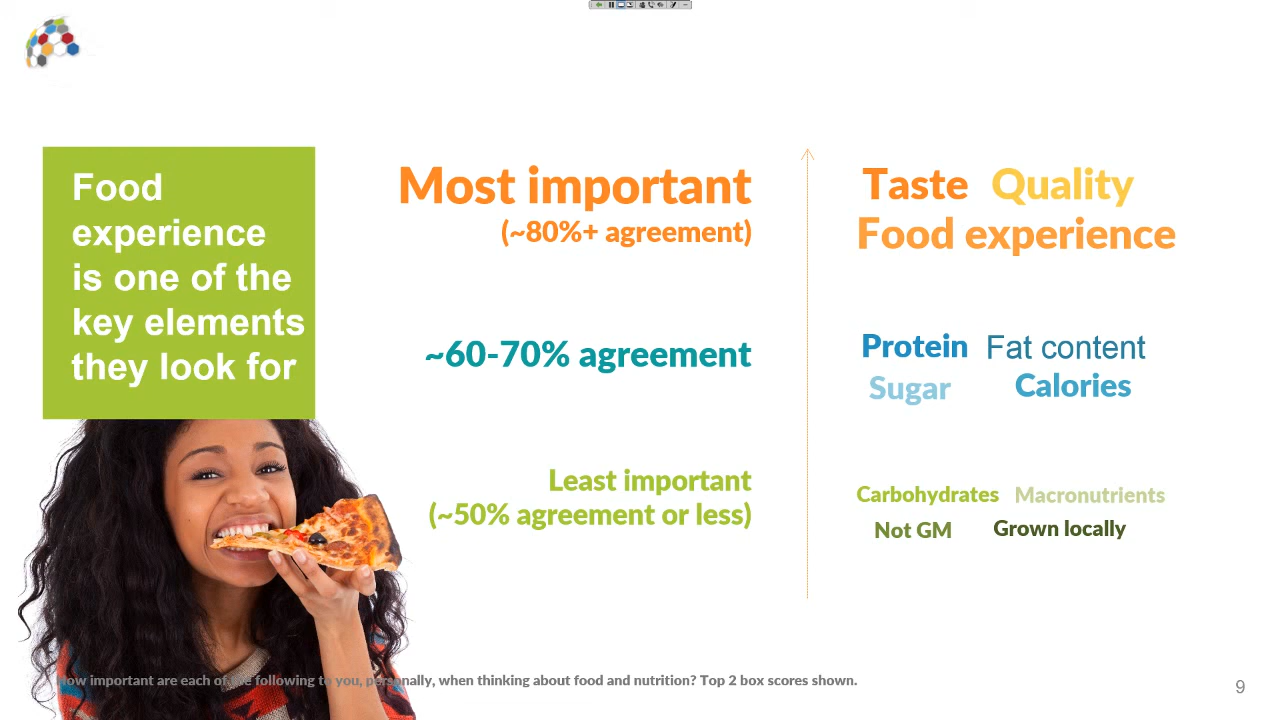 Food
experience
is one of the
key elements
they look for
Most important
(~80%+ agreement)
Taste Quality
Food experience
~60-70% agreement
Protein Fat content
Sugar Calories
Least important
(~50% agreement or less)
Carbohydrates Macronutrients
Not GM Grown locally
How important are each of the following to you, personally, when thinking about food and nutrition? Top 2 box scores shown.
9